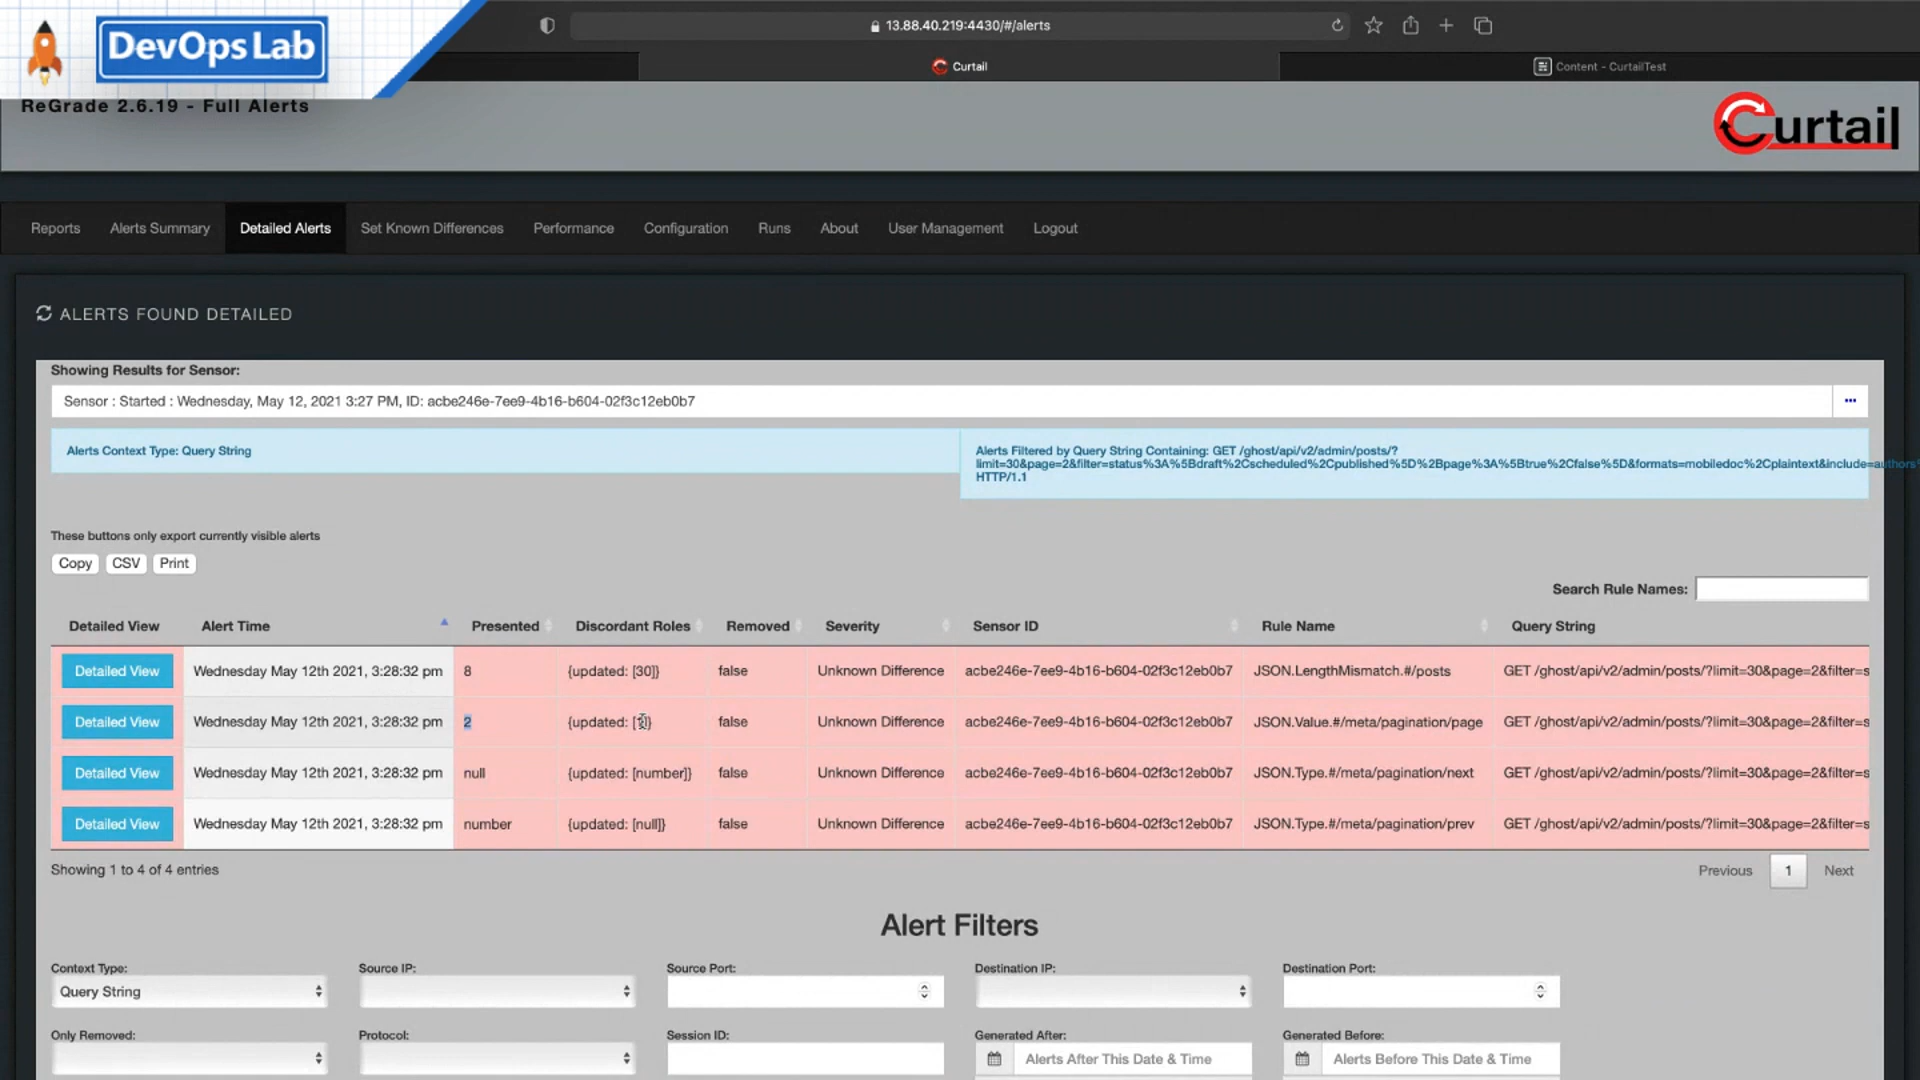 DevOps Lab
13.88.40.219:4430/#/alerts
Curtail
Content - CurtailTest
ReGrade 2.6.19 - Full Alerts
Curtail
Reports
Alerts Summary
Detailed Alerts
Set Known Differences
Performance
Configuration
Runs
About
User Management
Logout
ALERTS FOUND DETAILED
Showing Results for Sensor:
Sensor : Started : Wednesday, May 12, 2021 3:27 PM, ID: acbe246e-7ee9-4b16-b604-02f3c12eb0b7
Alerts Context Type: Query String
Alerts Filtered by Query String Containing: GET /ghost/api/v2/admin/posts/?
limit=30&page=2&filter=status%3A%5Bdraft%2Cscheduled%2Cpublished%5D%2Bpage%3A%5Btrue%2Cfalse%5D&formats=mobiledoc%2Cplaintext&include=authors
HTTP/1.1
These buttons only export currently visible alerts
Copy CSV Print
Search Rule Names:
Detailed View Alert Time Presented Discordant Roles Removed Severity Sensor ID Rule Name Query String
Detailed View Wednesday May 12th 2021, 3:28:32 pm 8 {updated: [30]} false Unknown Difference acbe246e-7ee9-4b16-b604-02f3c12eb0b7 JSON.LengthMismatch.#/posts GET /ghost/api/v2/admin/posts/?limit=30&page=2&filter=s
Detailed View Wednesday May 12th 2021, 3:28:32 pm 2 {updated: false Unknown Difference acbe246e-7ee9-4b16-b604-02f3c12eb0b7 JSON.Value.#/meta/pagination/page GET /ghost/api/v2/admin/posts/?limit=30&page=2&filter=s
Detailed View Wednesday May 12th 2021, 3:28:32 pm null {updated: [number]} false Unknown Difference acbe246e-7ee9-4b16-b604-02f3c12eb0b7 JSON.Type.#/meta/pagination/next GET /ghost/api/v2/admin/posts/?limit=30&page=2&filter=s
Detailed View Wednesday May 12th 2021, 3:28:32 pm number {updated: [null]} false Unknown Difference acbe246e-7ee9-4b16-b604-02f3c12eb0b7 JSON.Type.#/meta/pagination/prev GET /ghost/api/v2/admin/posts/?limit=30&page=2&filter=s
Showing 1 to 4 of 4 entries
Previous 1 Next
Alert Filters
Context Type: Source IP: Source Port: Destination IP: Destination Port:
Query String
Only Removed: Protocol: Session ID: Generated After: Generated Before:
Alerts After This Date & Time Alerts Before This Date & Time